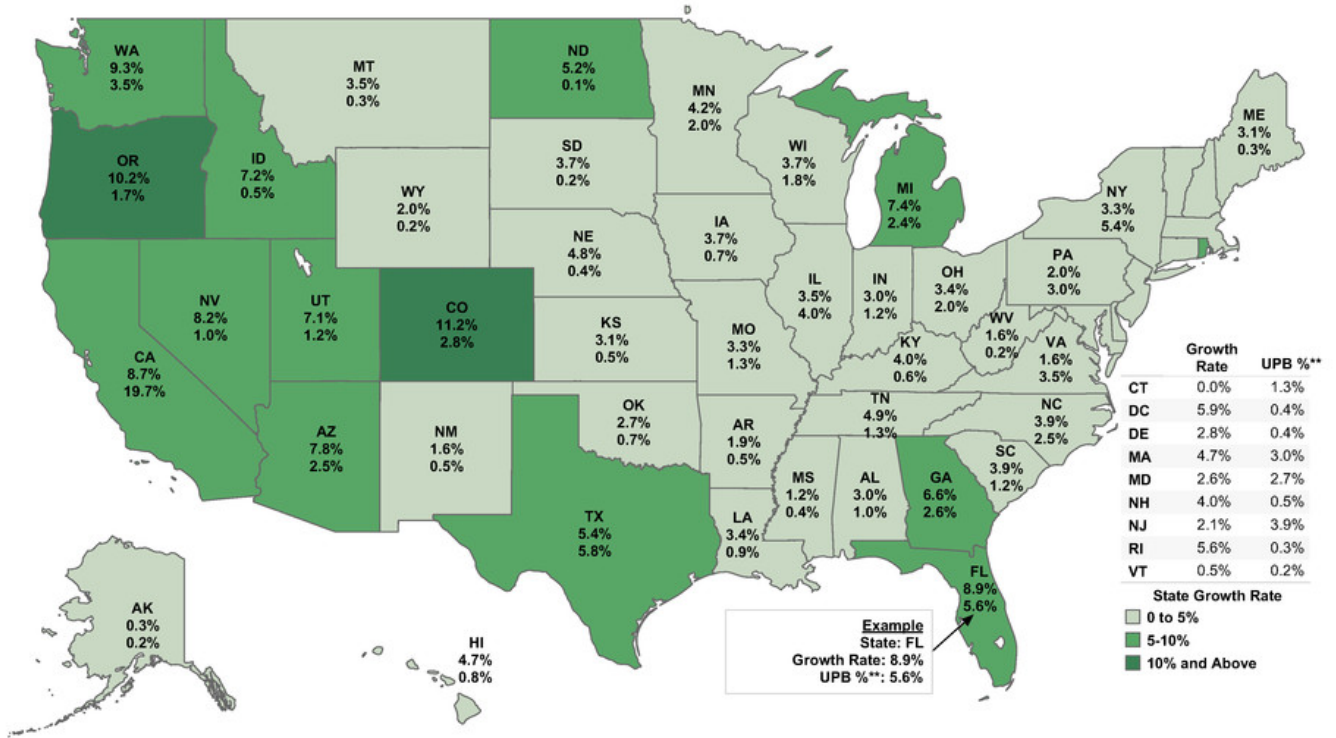 D
WA
9.3%
3.5%
MT
3.5%
0.3%
ND
5.2%
0.1%
MN
4.2%
2.0%
OR
10.2%
1.7%
ID
7.2%
0.5%
WY
2.0%
0.2%
SD
3.7%
0.2%
WI
3.7%
1.8%
MI
7.4%
2.4%
NY
3.3%
5.4%
ME
3.1%
0.3%
NE
4.8%
0.4%
IA
3.7%
0.7%
IL
3.5%
4.0%
IN
3.0%
1.2%
OH
3.4%
2.0%
PA
2.0%
3.0%
NV
8.2%
1.0%
UT
7.1%
1.2%
CO
11.2%
2.8%
KS
3.1%
0.5%
MO
3.3%
1.3%
KY
4.0%
0.6%
WV
1.6%
0.2%
VA
1.6%
3.5%
CA
8.7%
19.7%
AZ
7.8%
2.5%
NM
1.6%
0.5%
OK
2.7%
0.7%
AR
1.9%
0.5%
TN
4.9%
1.3%
NC
3.9%
2.5%
SC
3.9%
1.2%
TX
5.4%
5.8%
LA
3.4%
0.9%
MS
1.2%
0.4%
AL
3.0%
1.0%
GA
6.6%
2.6%
FL
8.9%
5.6%
AK
0.3%
0.2%
HI
4.7%
0.8%
Example
State: FL
Growth Rate: 8.9%
UPB %**: 5.6%
Growth
Rate UPB %**
CT 0.0% 1.3%
DC 5.9% 0.4%
DE 2.8% 0.4%
MA 4.7% 3.0%
MD 2.6% 2.7%
NH 4.0% 0.5%
NJ 2.1% 3.9%
RI 5.6% 0.3%
VT 0.5% 0.2%
State Growth Rate
0 to 5%
5-10%
10% and Above